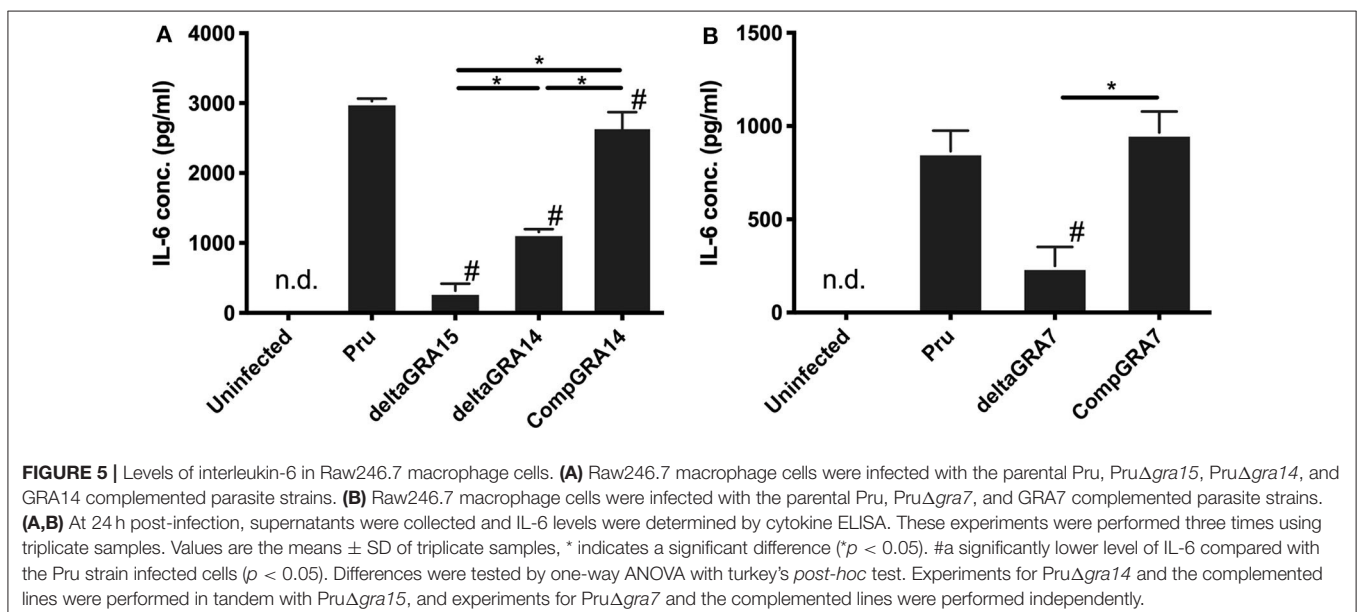 A
IL-6 conc. (pg/ml)
4000
3000
2000
1000
0
n.d.
#
#
#
*
*
*
Uninfected
Pru
deltaGRA15
deltaGRA14
CompGRA14
B
IL-6 conc. (pg/ml)
1500
1000
500
0
n.d.
#
*
Uninfected
Pru
deltaGRA7
CompGRA7
FIGURE 5 | Levels of interleukin-6 in Raw246.7 macrophage cells. (A) Raw246.7 macrophage cells were infected with the parental Pru, PruΔgra15, PruΔgra14, and
GRA14 complemented parasite strains. (B) Raw246.7 macrophage cells were infected with the parental Pru, PruΔgra7, and GRA7 complemented parasite strains.
(A,B) At 24 h post-infection, supernatants were collected and IL-6 levels were determined by cytokine ELISA. These experiments were performed three times using
triplicate samples. Values are the means ± SD of triplicate samples, * indicates a significant difference (*p < 0.05). #a significantly lower level of IL-6 compared with
the Pru strain infected cells (p < 0.05). Differences were tested by one-way ANOVA with turkey's post-hoc test. Experiments for PruΔgra14 and the complemented
lines were performed in tandem with PruΔgra15, and experiments for PruΔgra7 and the complemented lines were performed independently.